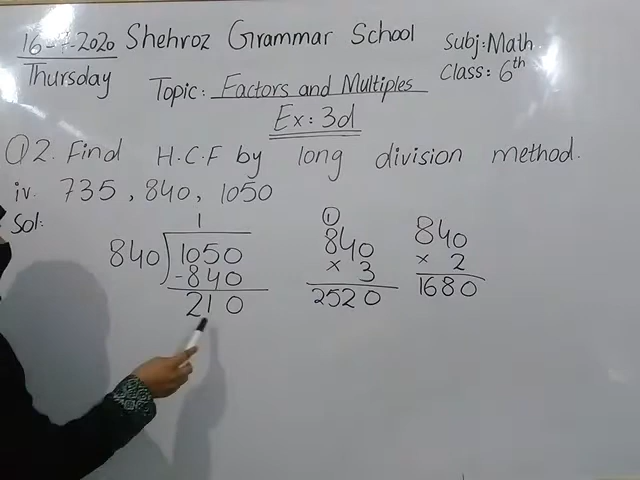 16-7-2020 Shehroz Grammar School Subj: Math
Thursday Topic: Factors and Multiples Class: 6th
Ex: 3d
Q2. Find H.C.F by long division method.
iv. 735, 840, 1050
Sol:
1
840)1050
-840
210
1
840
× 3
2520
840
× 2
1680